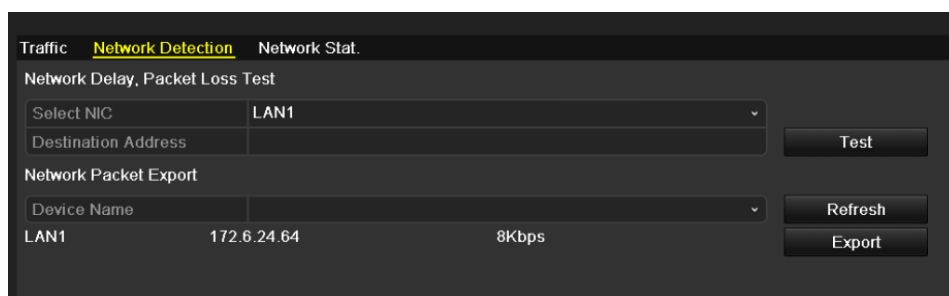 Traffic Network Detection Network Stat.
Network Delay, Packet Loss Test
Select NIC LAN1
Destination Address Test
Network Packet Export
Device Name Refresh
LAN1 172.6.24.64 8Kbps Export